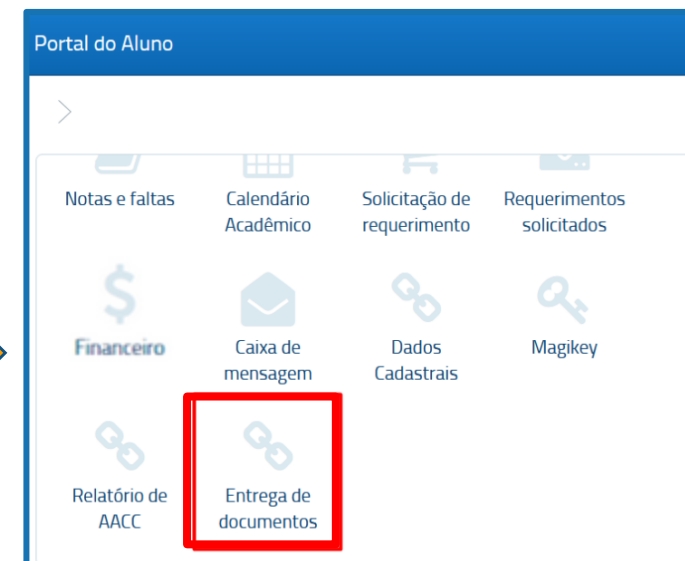 Portal do Aluno
Notas e faltas
Calendário
Acadêmico
Solicitação de
requerimento
Requerimentos
solicitados
Financeiro
Caixa de
mensagem
Dados
Cadastrais
Magikey
Relatório de
AACC
Entrega de
documentos